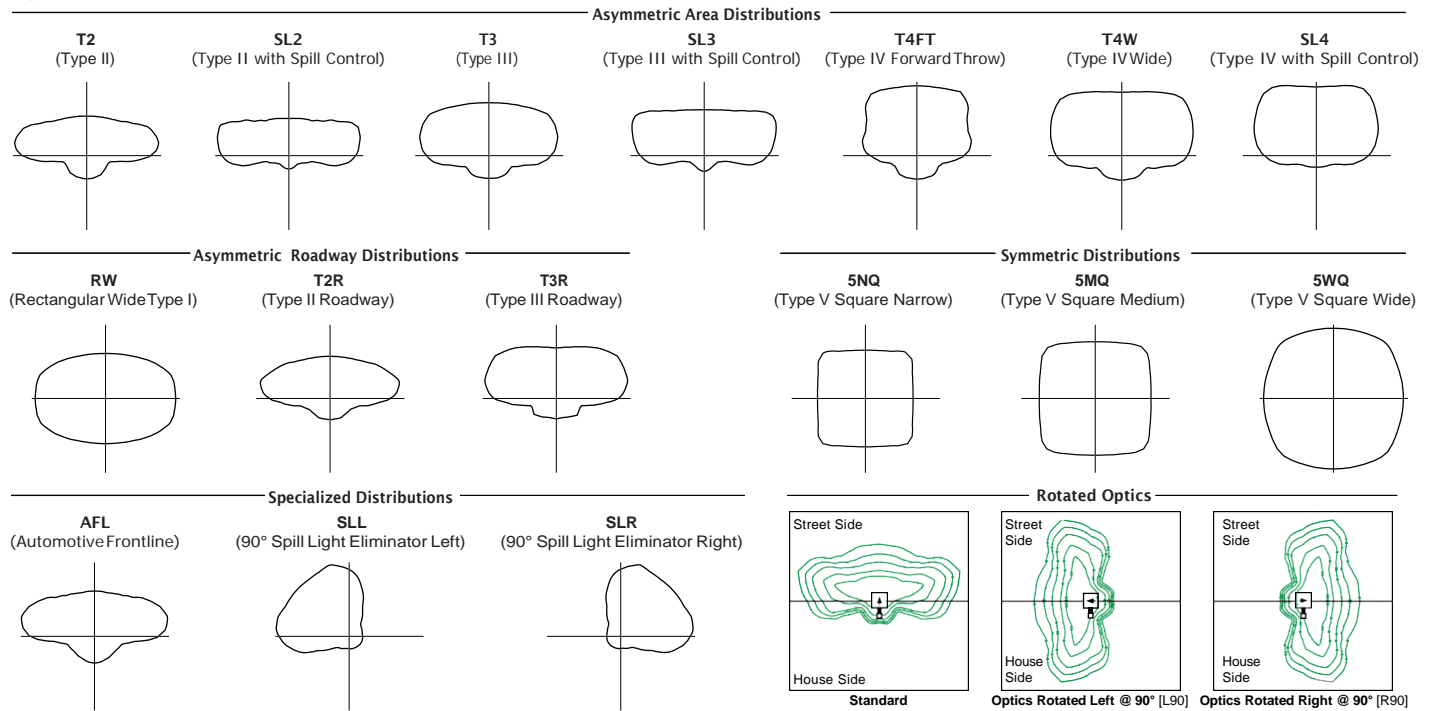 Asymmetric Area Distributions
T2 SL2 T3 SL3 T4FT T4W SL4
(Type II) (Type II with Spill Control) (Type III) (Type III with Spill Control) (Type IV Forward Throw) (Type IV Wide) (Type IV with Spill Control)
Asymmetric Roadway Distributions Symmetric Distributions
RW T2R T3R 5NQ 5MQ 5WQ
(Rectangular Wide Type I) (Type II Roadway) (Type III Roadway) (Type V Square Narrow) (Type V Square Medium) (Type V Square Wide)
Specialized Distributions Rotated Optics
AFL SLL SLR
(Automotive Frontline) (90° Spill Light Eliminator Left) (90° Spill Light Eliminator Right)
Street Side
House Side
Standard
Street
Side
House
Side
Optics Rotated Left @ 90° [L90]
Street
Side
House
Side
Optics Rotated Right @ 90° [R90]